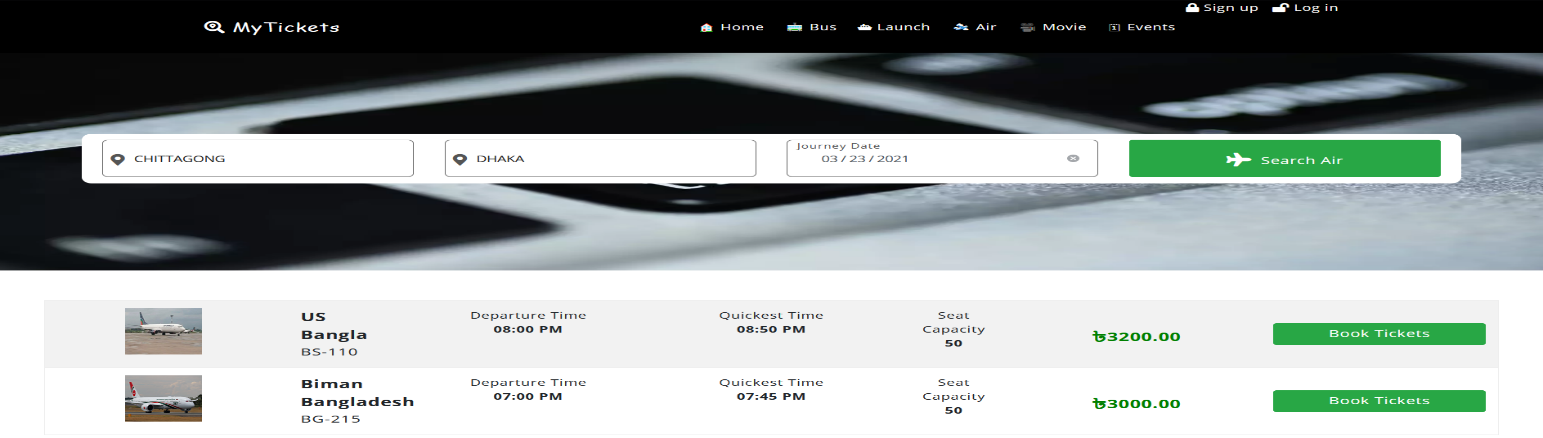 Sign up Log in
MyTickets Home Bus Launch Air Movie Events
Journey Date
CHITTAGONG DHAKA 03/23/2021 Search Air
US Departure Time Quickest Time Seat
Bangla 08:00 PM 08:50 PM Capacity ৳3200.00 Book Tickets
BS-110 50
Biman Departure Time Quickest Time Seat
Bangladesh 07:00 PM 07:45 PM Capacity ৳3000.00 Book Tickets
BG-215 50